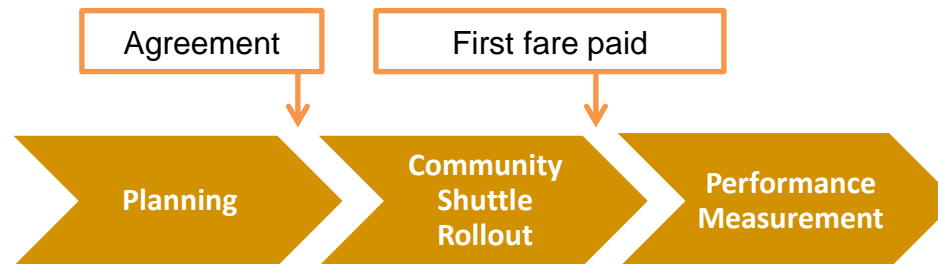 Agreement
First fare paid
Planning
Community
Shuttle
Rollout
Performance
Measurement